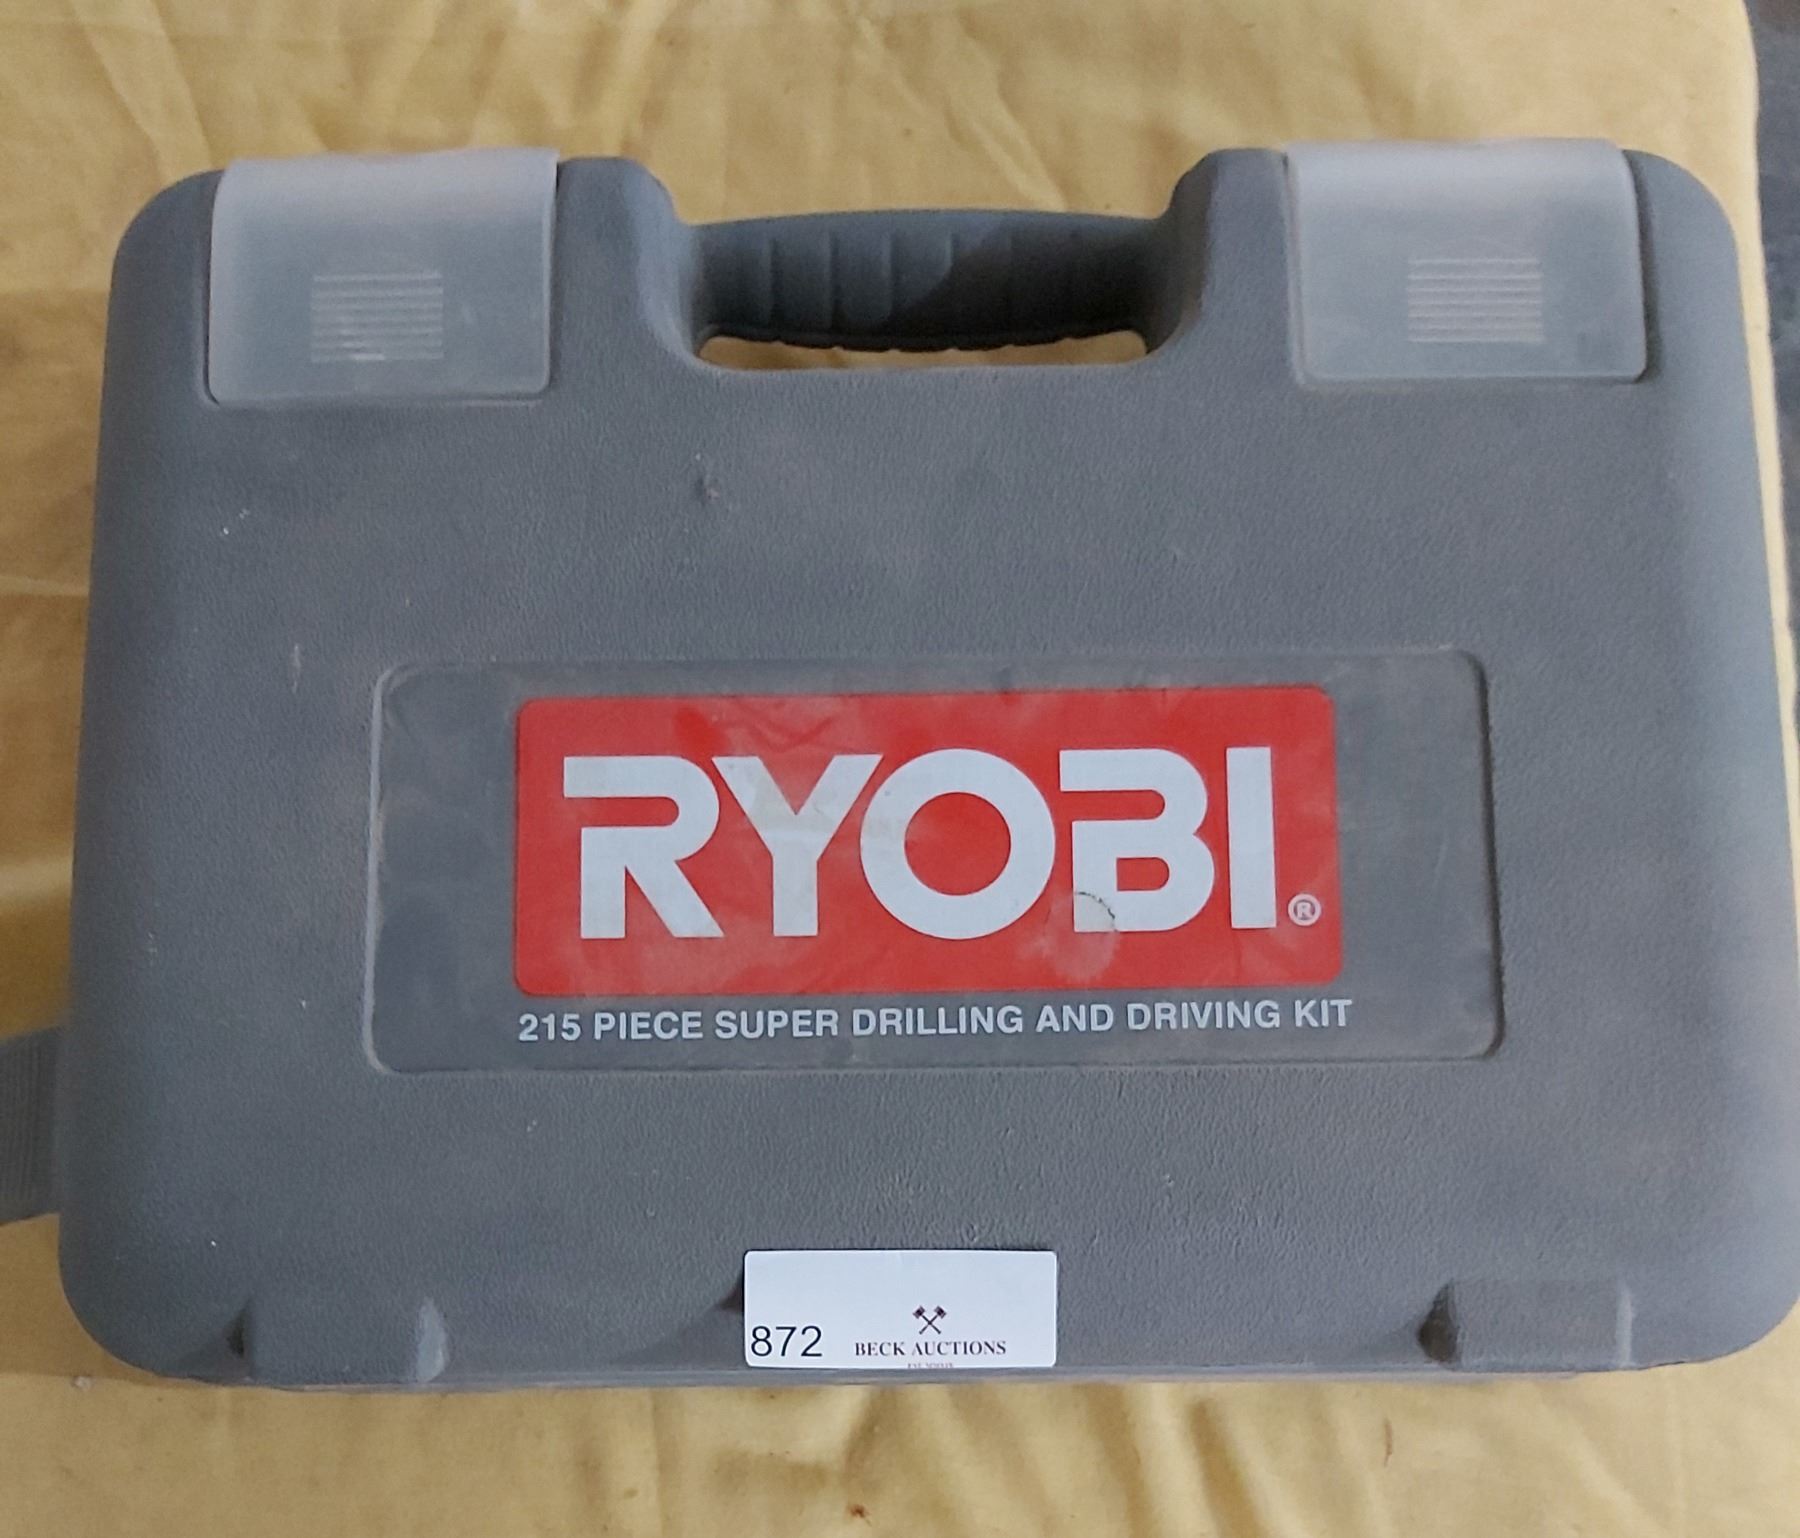 RYOBI®
215 PIECE SUPER DRILLING AND DRIVING KIT
872
BECK AUCTIONS